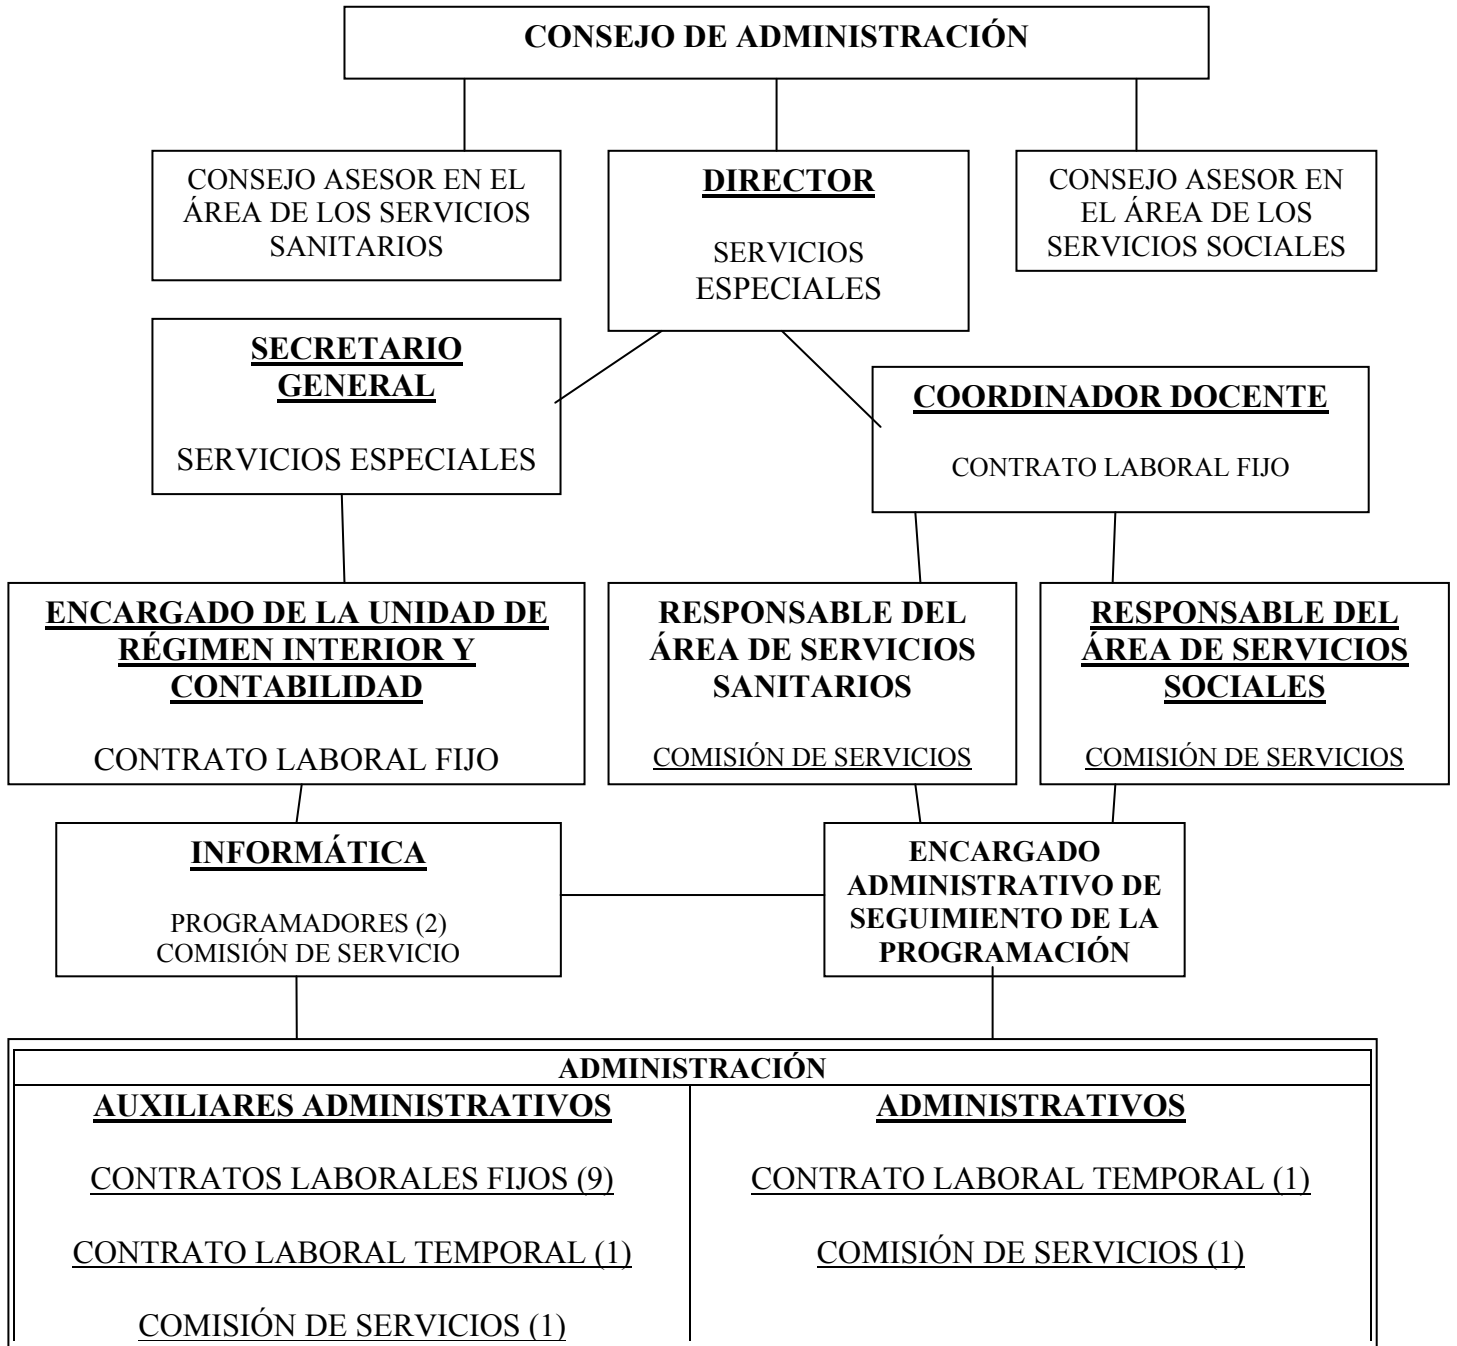 CONSEJO DE ADMINISTRACIÓN
CONSEJO ASESOR EN EL
ÁREA DE LOS SERVICIOS
SANITARIOS
DIRECTOR
SERVICIOS
ESPECIALES
CONSEJO ASESOR EN
EL ÁREA DE LOS
SERVICIOS SOCIALES
SECRETARIO
GENERAL
SERVICIOS ESPECIALES
COORDINADOR DOCENTE
CONTRATO LABORAL FIJO
ENCARGADO DE LA UNIDAD DE
RÉGIMEN INTERIOR Y
CONTABILIDAD
CONTRATO LABORAL FIJO
RESPONSABLE DEL
ÁREA DE SERVICIOS
SANITARIOS
COMISIÓN DE SERVICIOS
RESPONSABLE DEL
ÁREA DE SERVICIOS
SOCIALES
COMISIÓN DE SERVICIOS
INFORMÁTICA
PROGRAMADORES (2)
COMISIÓN DE SERVICIO
ENCARGADO
ADMINISTRATIVO DE
SEGUIMIENTO DE LA
PROGRAMACIÓN
ADMINISTRACIÓN
AUXILIARES ADMINISTRATIVOS
CONTRATOS LABORALES FIJOS (9)
CONTRATO LABORAL TEMPORAL (1)
COMISIÓN DE SERVICIOS (1)
ADMINISTRATIVOS
CONTRATO LABORAL TEMPORAL (1)
COMISIÓN DE SERVICIOS (1)